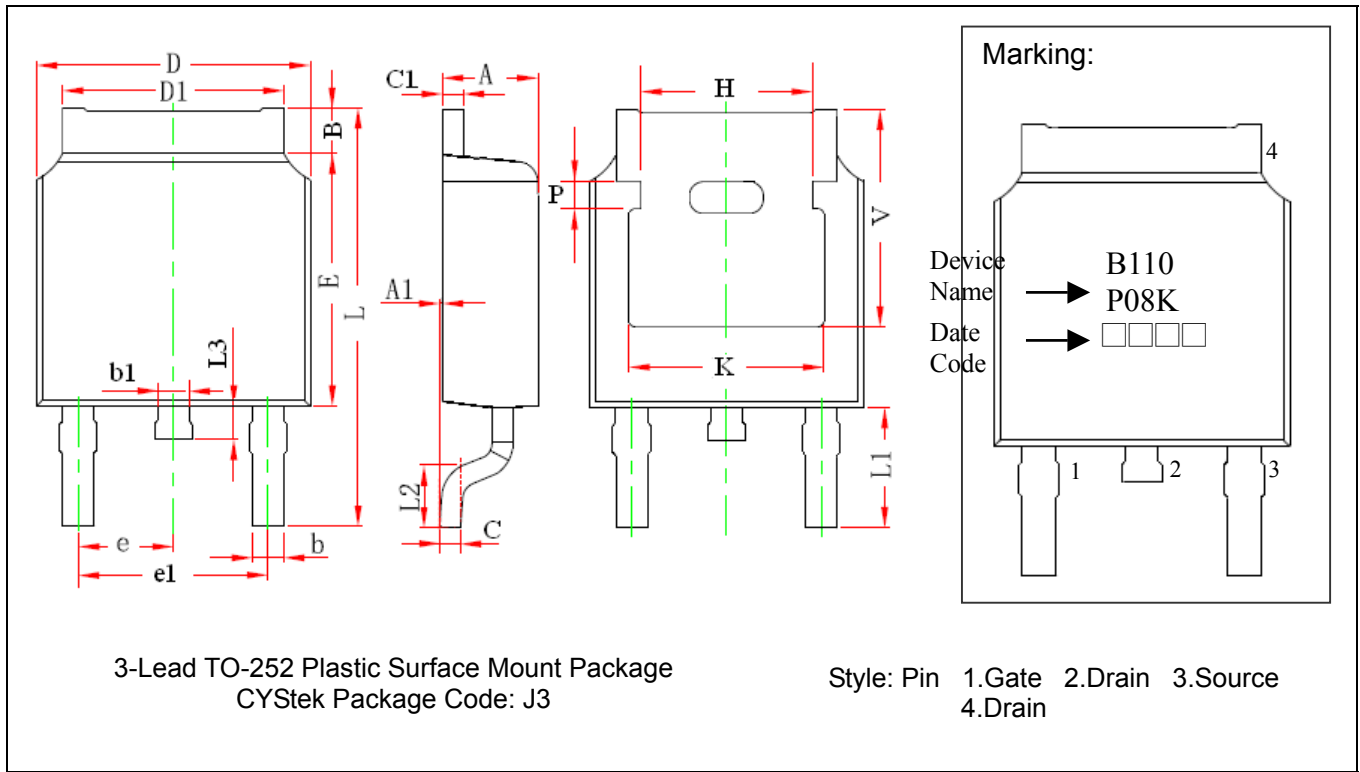 D
D1
B
E
L
L3
b1
e
e1
b
C1
A
A1
L2
C
H
P
V
K
L1
Marking:
4
Device
Name
B110
P08K
Date
Code
□□□□
1
2
3
3-Lead TO-252 Plastic Surface Mount Package
CYStek Package Code: J3
Style: Pin 1.Gate 2.Drain 3.Source
4.Drain